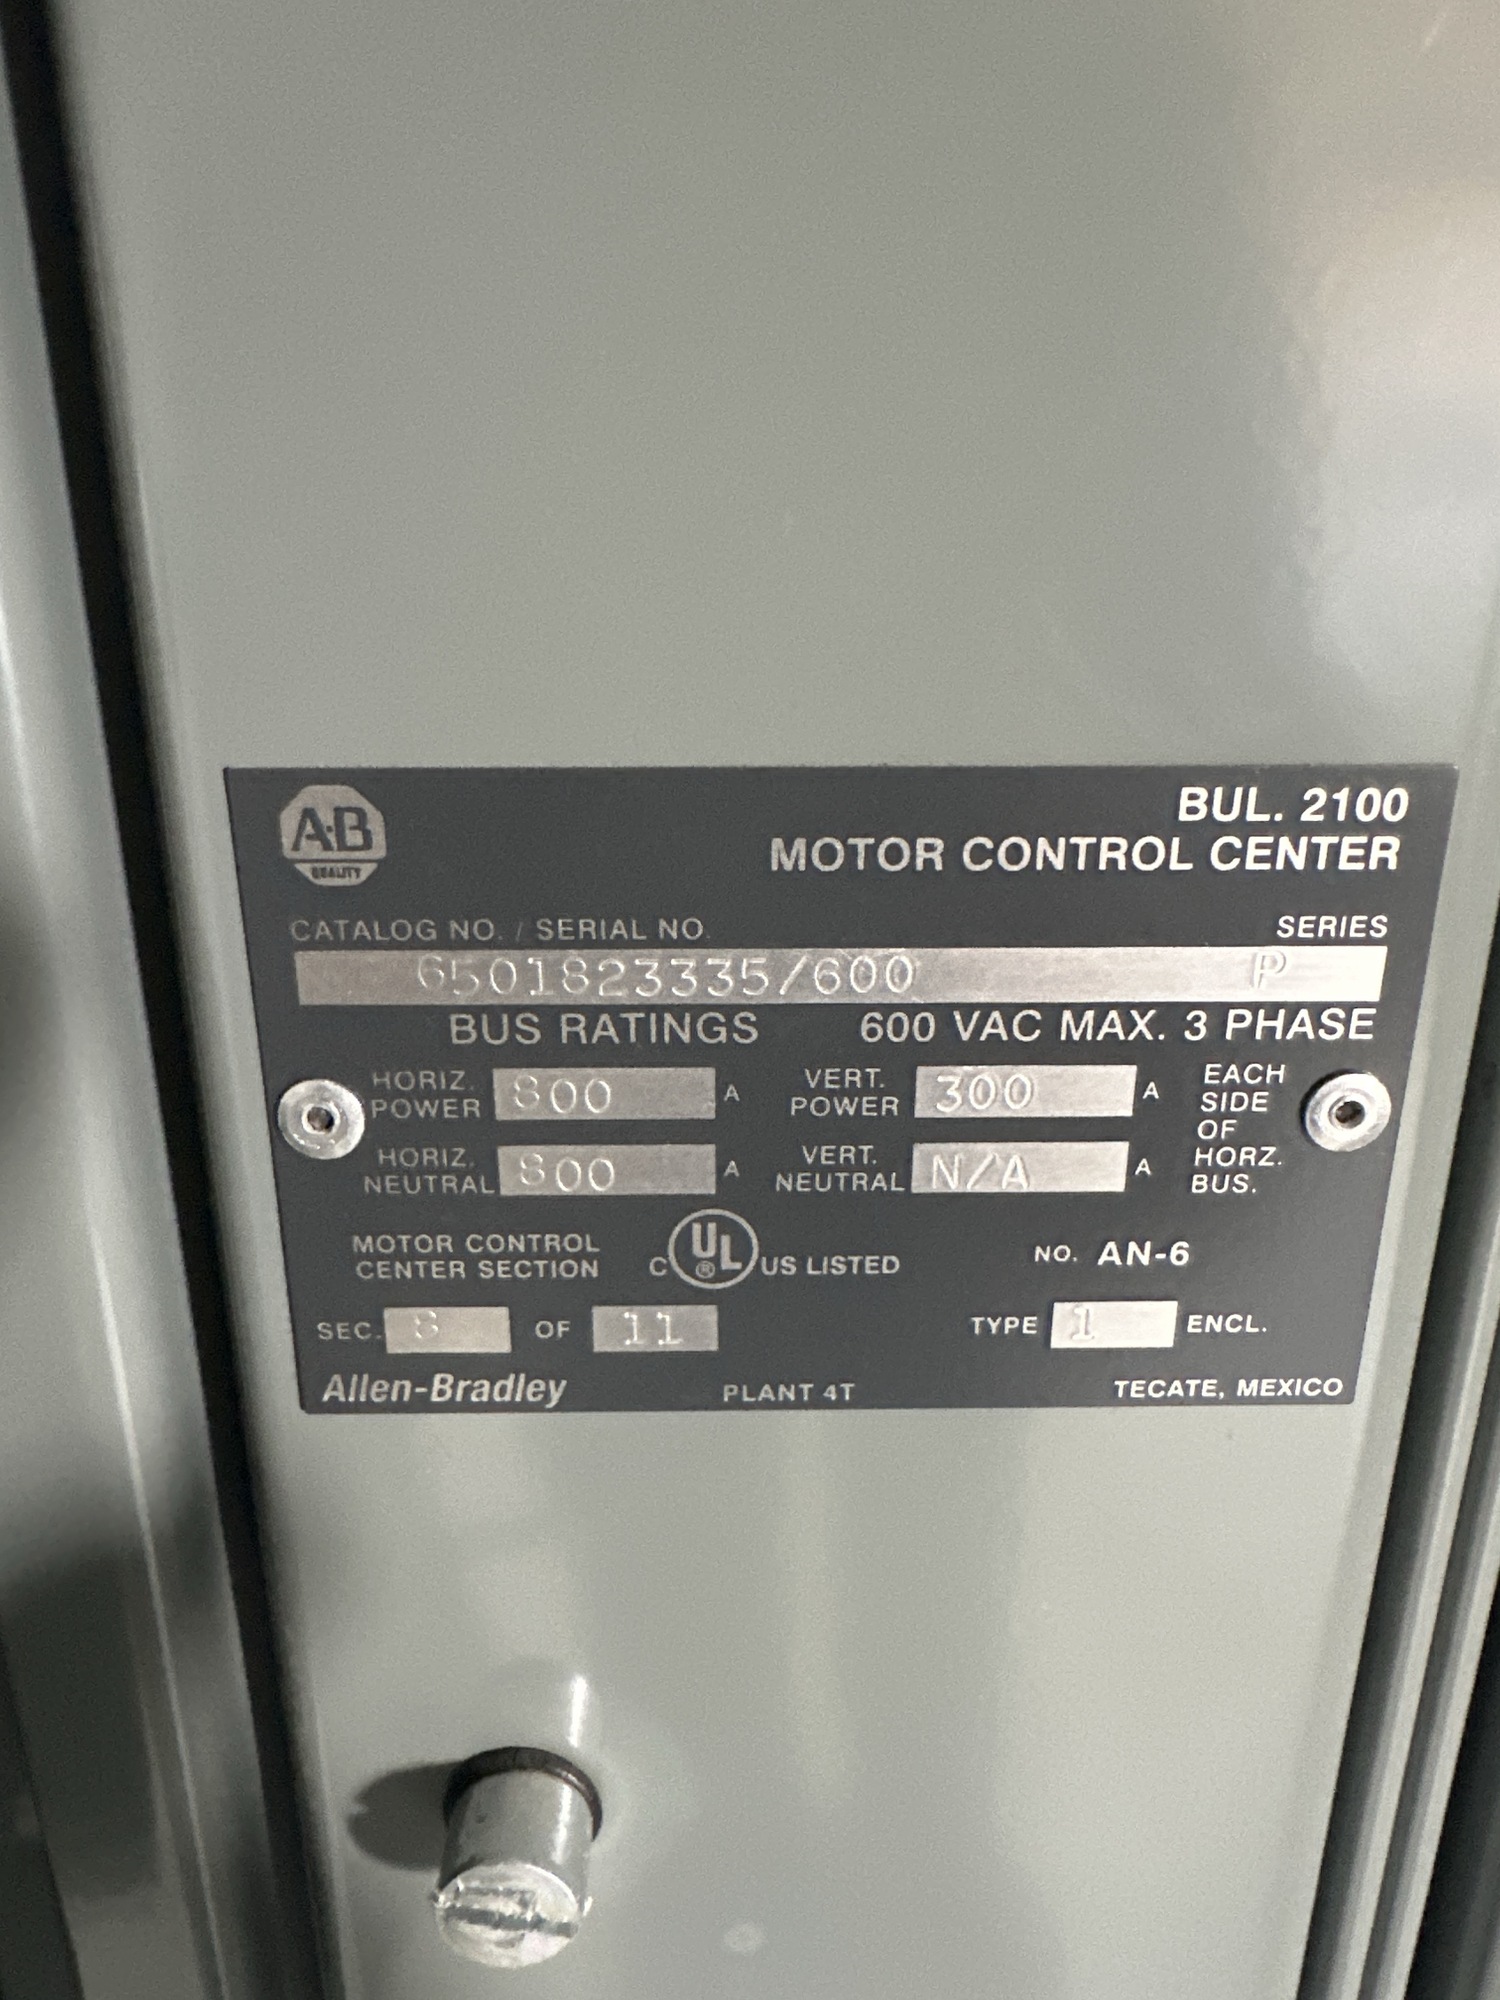 A-B
QUALITY
BUL. 2100
MOTOR CONTROL CENTER
CATALOG NO. / SERIAL NO. SERIES
6501823335/600 P
BUS RATINGS 600 VAC MAX. 3 PHASE
HORIZ. POWER 800 A VERT. POWER 300 A EACH SIDE OF HORZ. BUS.
HORIZ. NEUTRAL 800 A VERT. NEUTRAL N/A A
MOTOR CONTROL
CENTER SECTION
C UL ® US LISTED
NO. AN-6
SEC. 8 OF 11 TYPE 1 ENCL.
Allen-Bradley PLANT 4T TECATE, MEXICO